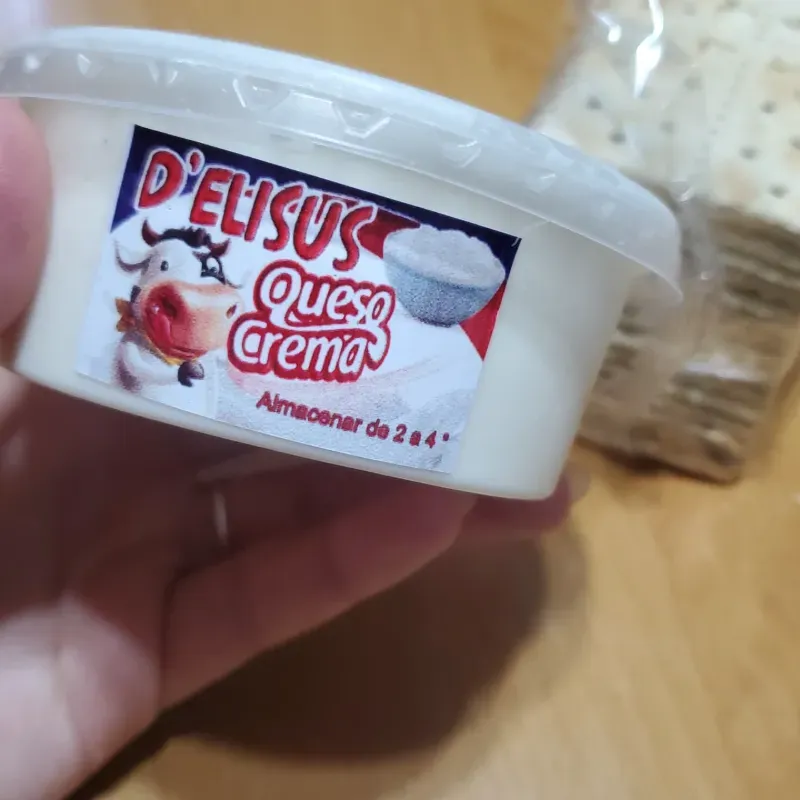 D'ELISUS
Queso
Crema
Almacenar de 2 a 4 °